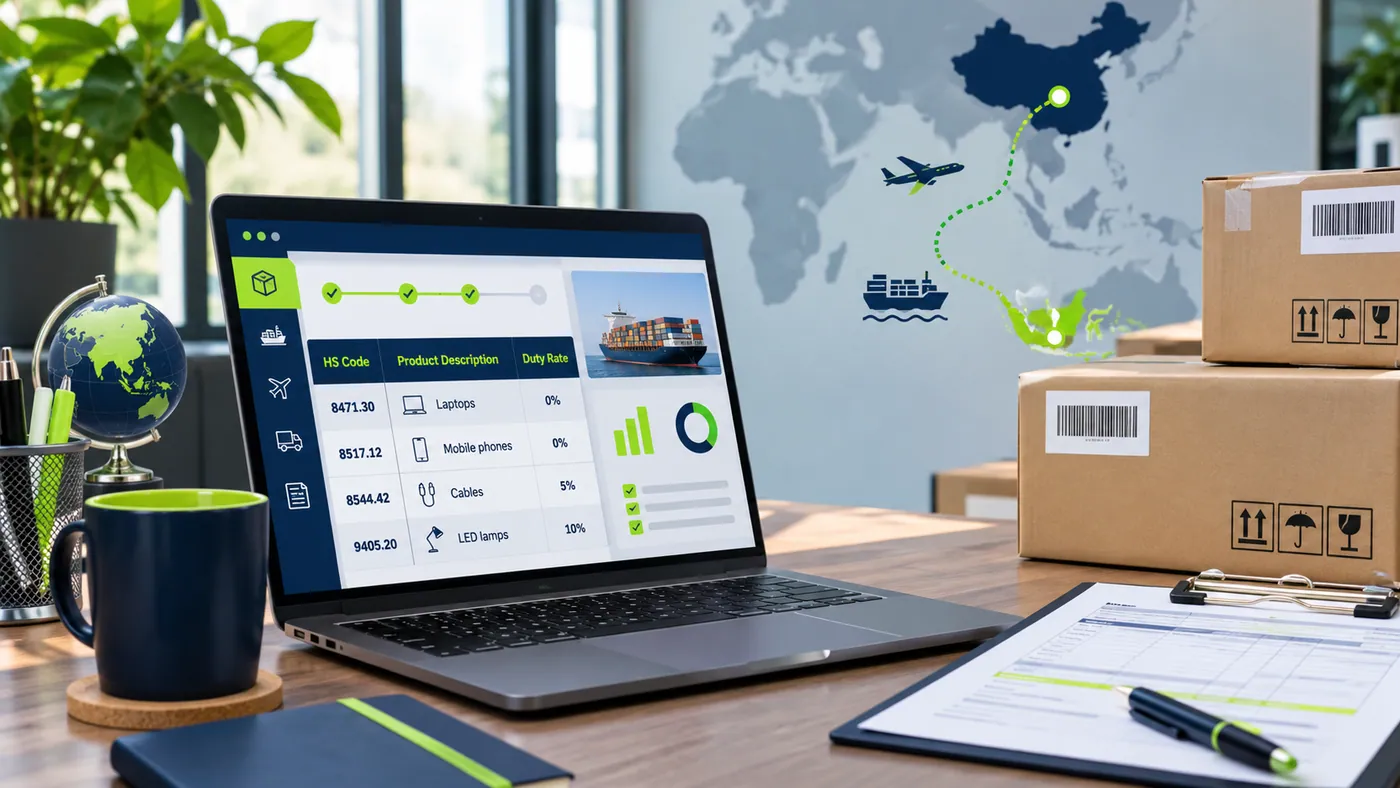 HS Code Product Description Duty Rate
8471.30 Laptops 0%
8517.12 Mobile phones 0%
8544.42 Cables 5%
9405.20 LED lamps 10%